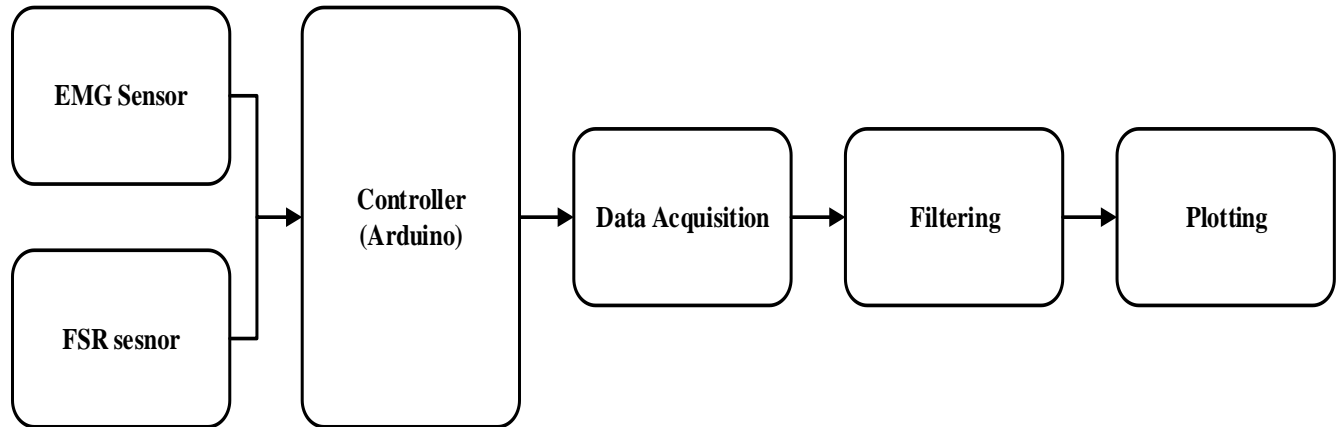 EMG Sensor
FSR sesnor
Controller
(Arduino)
Data Acquisition
Filtering
Plotting